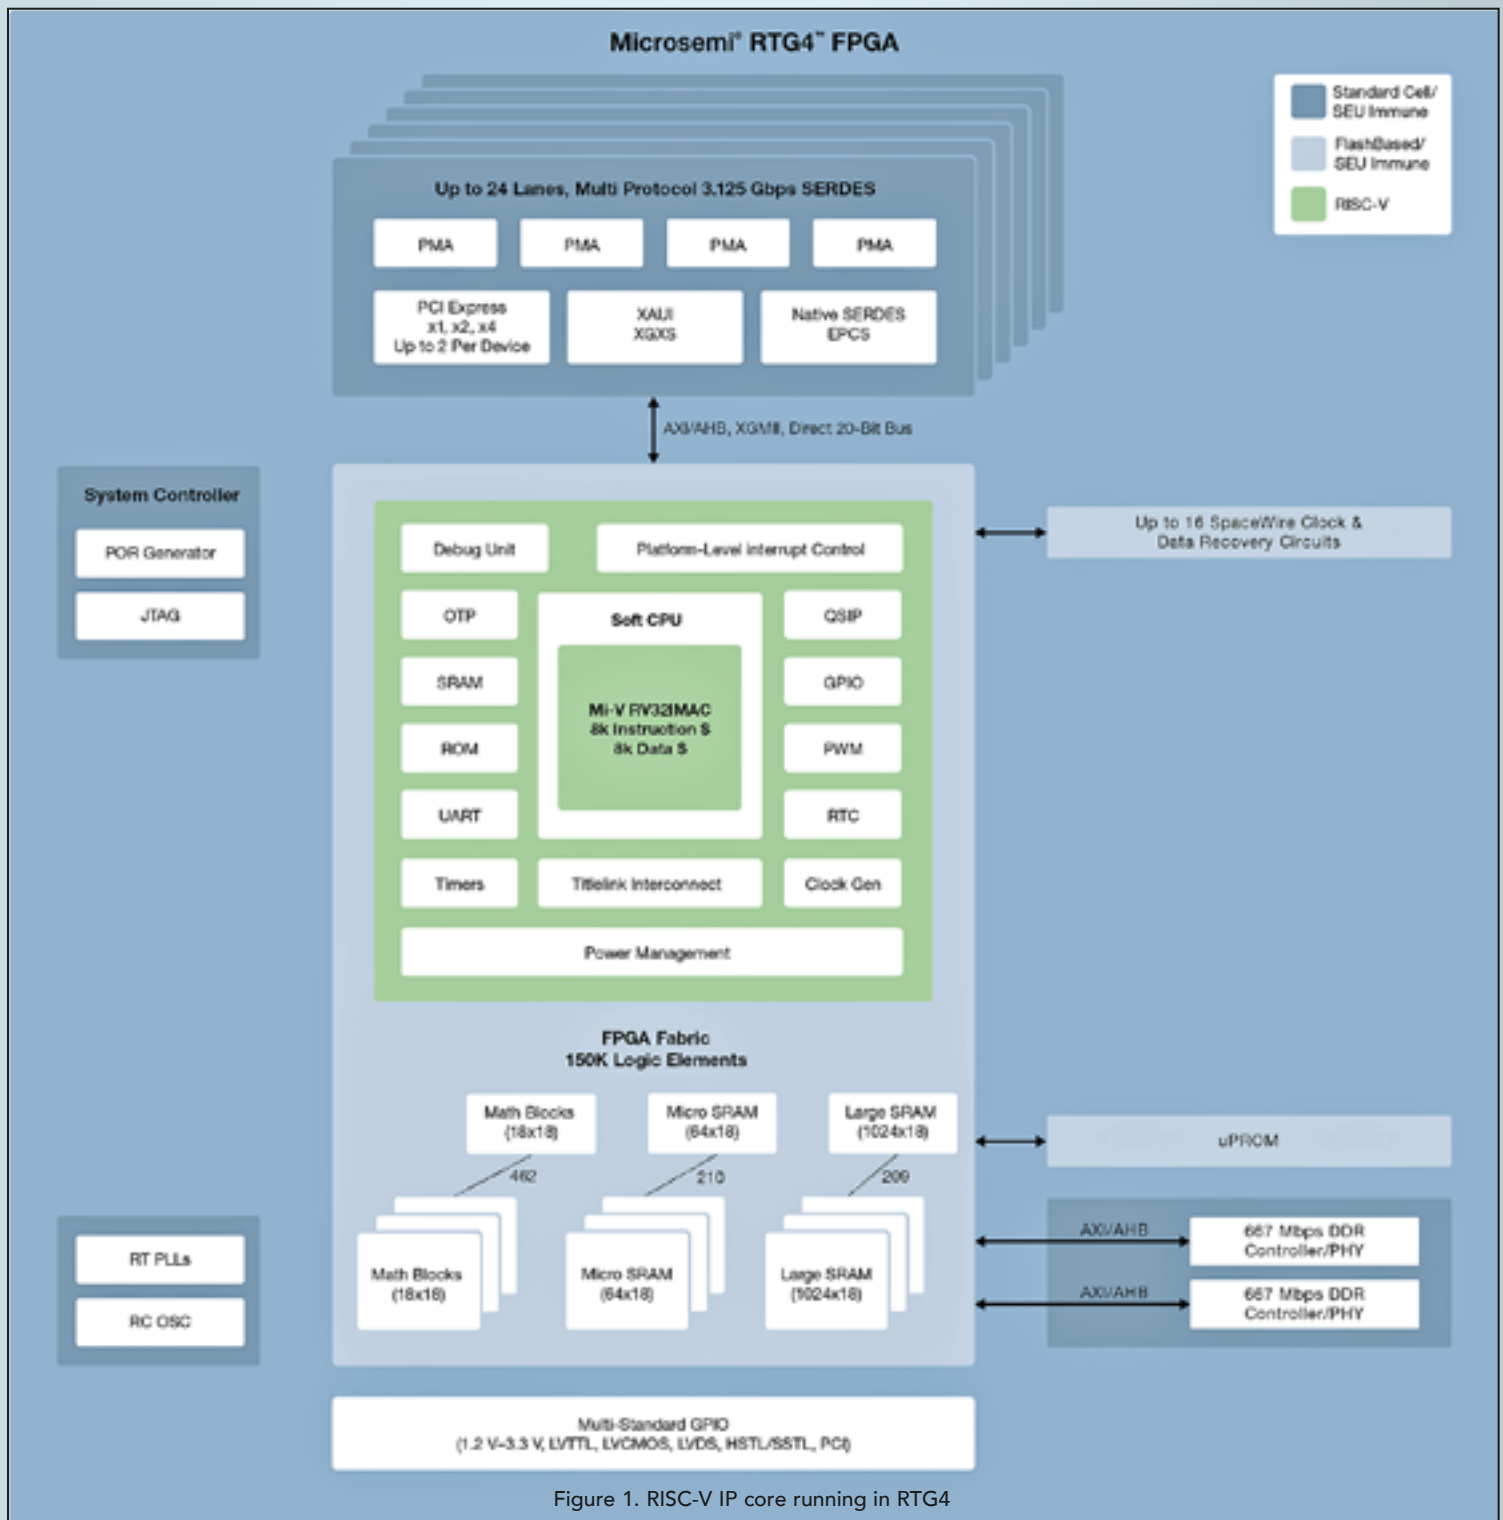 Microsemi® RTG4™ FPGA
Standard Cell/
SEU Immune
FlashBased/
SEU Immune
RISC-V
Up to 24 Lanes, Multi Protocol 3.125 Gbps SERDES
PMA
PMA
PMA
PMA
PCI Express
x1, x2, x4
Up to 2 Per Device
XAUI
XGXS
Native SERDES
EPCS
AXI/AHB, XGMII, Direct 20-Bit Bus
System Controller
POR Generator
JTAG
Up to 16 SpaceWire Clock &
Data Recovery Circuits
Debug Unit
Platform-Level interrupt Control
OTP
SRAM
ROM
UART
Timers
Soft CPU
Mi-V RV32IMAC
8k Instruction $
8k Data $
Titlelink Interconnect
QSIP
GPIO
PWM
RTC
Clock Gen
Power Management
FPGA Fabric
150K Logic Elements
Math Blocks
(18x18)
Micro SRAM
(64x18)
Large SRAM
(1024x18)
462
210
209
Math Blocks
(18x18)
Micro SRAM
(64x18)
Large SRAM
(1024x18)
uPROM
AXI/AHB
667 Mbps DDR
Controller/PHY
AXI/AHB
667 Mbps DDR
Controller/PHY
RT PLLs
RC OSC
Multi-Standard GPIO
(1.2 V–3.3 V, LVTTL, LVCMOS, LVDS, HSTL/SSTL, PCI)
Figure 1. RISC-V IP core running in RTG4